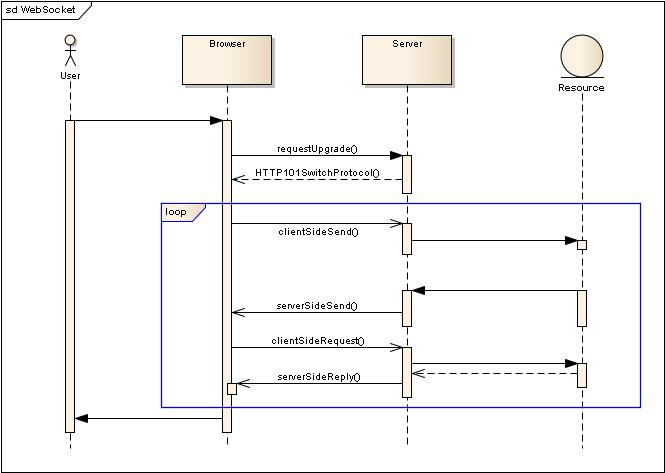 sd WebSocket
User
Browser
Server
Resource
requestUpgrade()
HTTP101SwitchProtocol()
loop
clientSideSend()
serverSideSend()
clientSideRequest()
serverSideReply()